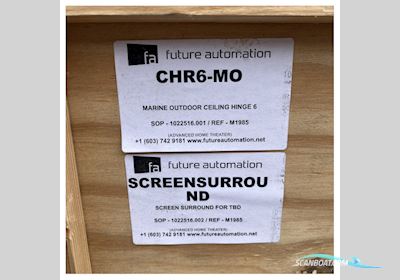 fa future automation
CHR6-MO
MARINE OUTDOOR CEILING HINGE 6
SOP - 1022516.001 / REF - M1985
(ADVANCED HOME THEATER)
+1 (603) 742 9181 www.futureautomation.net
fa future automation
SCREENSURROU
ND
SCREEN SURROUND FOR TBD
SOP - 1022516.002 / REF - M1985
(ADVANCED HOME THEATER)
+1 (603) 742 9181 www.futureautomation.net